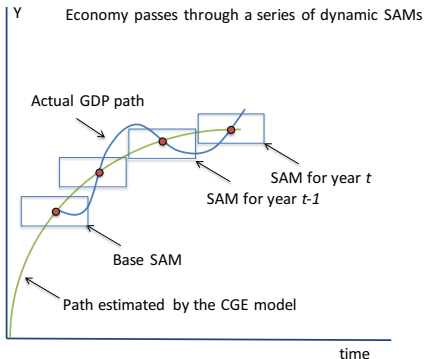 Y
Economy passes through a series of dynamic SAMs
Actual GDP path
SAM for year t
SAM for year t-1
Base SAM
Path estimated by the CGE model
time